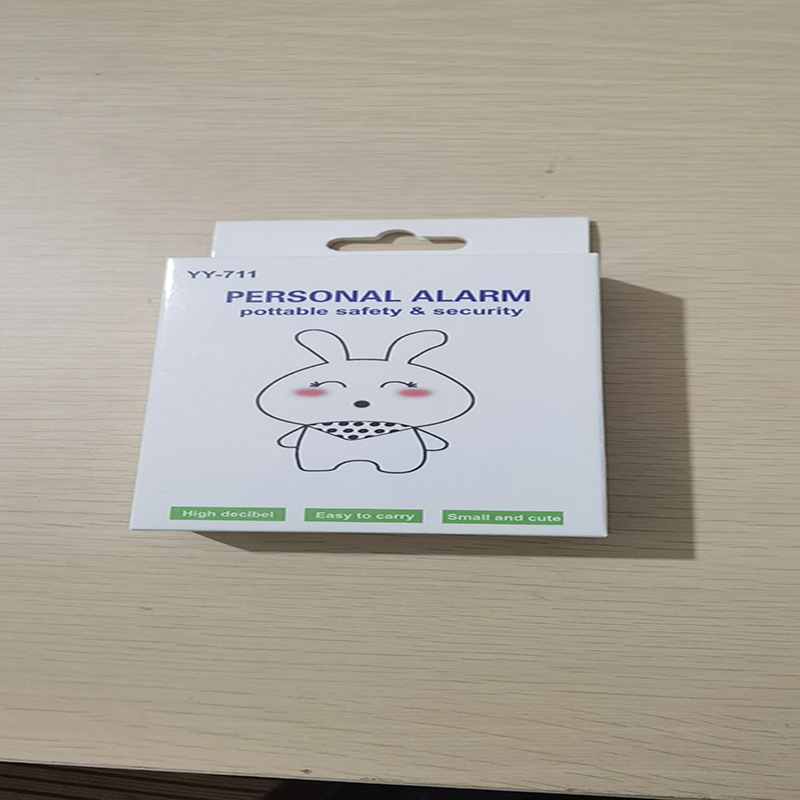 YY-711
PERSONAL ALARM
pottable safety & security
High decibel
Easy to carry
Small and cute